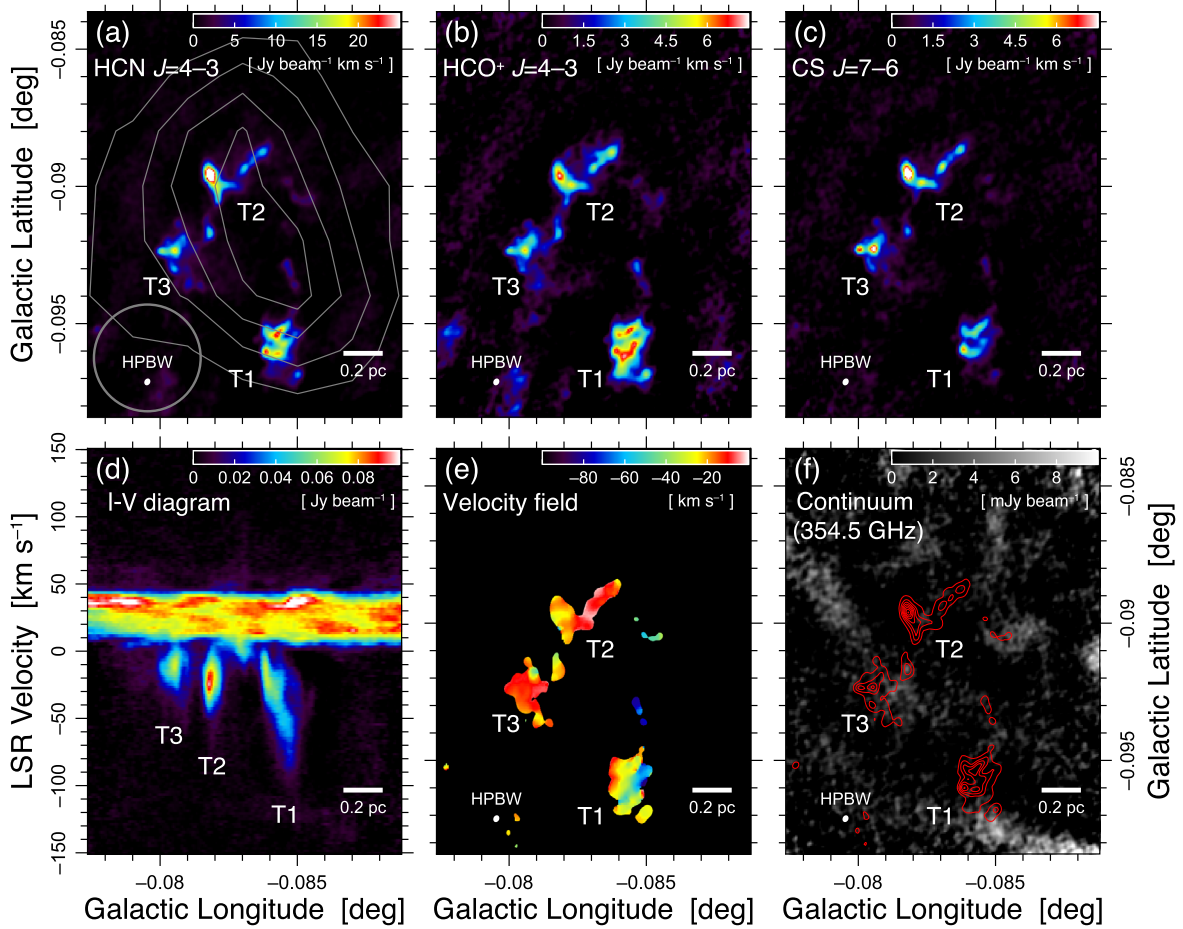 (a)
0 5 10 15 20
HCN J=4–3
[ Jy beam⁻¹ km s⁻¹ ]
T2
T3
T1
HPBW
0.2 pc
(b)
0 1.5 3 4.5 6
HCO⁺ J=4–3
[ Jy beam⁻¹ km s⁻¹ ]
T2
T3
T1
HPBW
0.2 pc
(c)
0 1.5 3 4.5 6
CS J=7–6
[ Jy beam⁻¹ km s⁻¹ ]
T2
T3
T1
HPBW
0.2 pc
Galactic Latitude [deg]
−0.085
−0.09
−0.095
(d)
0 0.02 0.04 0.06 0.08
l-V diagram
[ Jy beam⁻¹ ]
T3
T2
T1
0.2 pc
LSR Velocity [km s⁻¹]
150
100
50
0
−50
−100
−150
(e)
−80 −60 −40 −20
Velocity field
[ km s⁻¹ ]
T2
T3
T1
HPBW
0.2 pc
(f)
0 2 4 6 8
Continuum
[ mJy beam⁻¹ ]
(354.5 GHz)
T2
T3
T1
HPBW
0.2 pc
−0.085
−0.09
−0.095
Galactic Latitude [deg]
−0.08 −0.085
Galactic Longitude [deg]
−0.08 −0.085
Galactic Longitude [deg]
−0.08 −0.085
Galactic Longitude [deg]